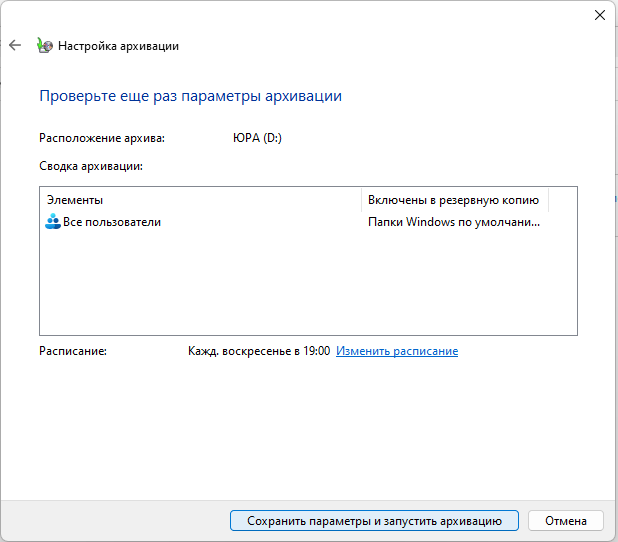 Настройка архивации
Проверьте еще раз параметры архивации
Расположение архива: ЮРА (D:)
Сводка архивации:
Элементы Включены в резервную копию
Все пользователи Папки Windows по умолчани...
Расписание: Кажд. воскресенье в 19:00 Изменить расписание
Сохранить параметры и запустить архивацию Отмена